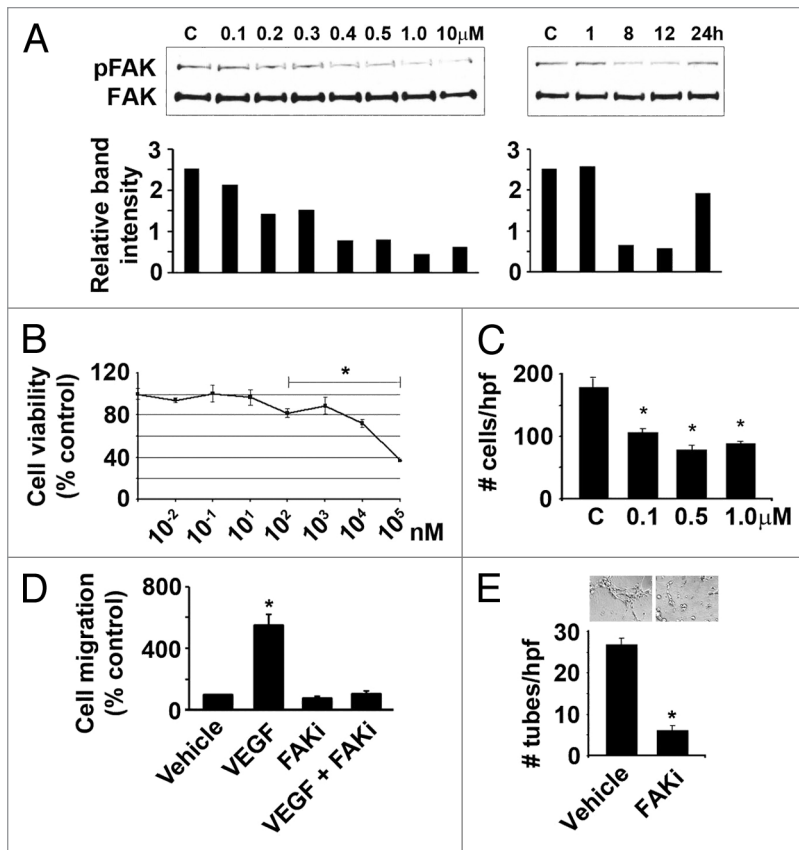 A
C 0.1 0.2 0.3 0.4 0.5 1.0 10μM
C 1 8 12 24h
pFAK
FAK
Relative band
intensity
3
2
1
0
3
2
1
0
B
Cell viability
(% control)
120
80
40
0
*
10-2 10-1 101 102 103 104 105 nM
C
# cells/hpf
200
100
0
* * *
C 0.1 0.5 1.0μM
D
Cell migration
(% control)
800
400
0
*
Vehicle
VEGF
FAKi
VEGF + FAKi
E
# tubes/hpf
30
20
10
0
*
Vehicle
FAKi